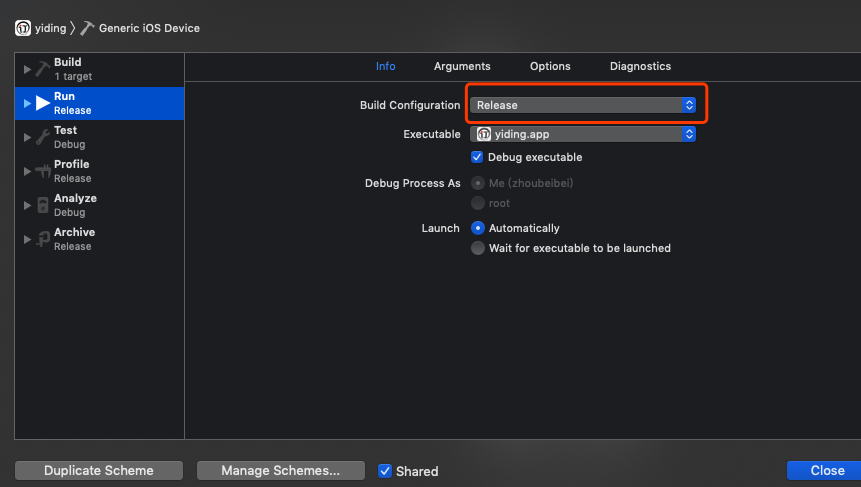 yiding 〉 Generic iOS Device
Build
1 target
Run
Release
Test
Debug
Profile
Release
Analyze
Debug
Archive
Release
Info Arguments Options Diagnostics
Build Configuration Release
Executable yiding.app
Debug executable
Debug Process As Me (zhoubeibei)
root
Launch Automatically
Wait for executable to be launched
Duplicate Scheme Manage Schemes... Shared Close